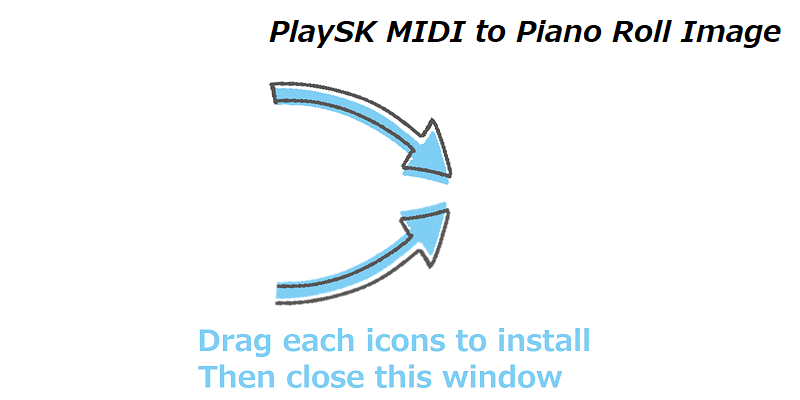 PlaySK MIDI to Piano Roll Image
Drag each icons to install
Then close this window